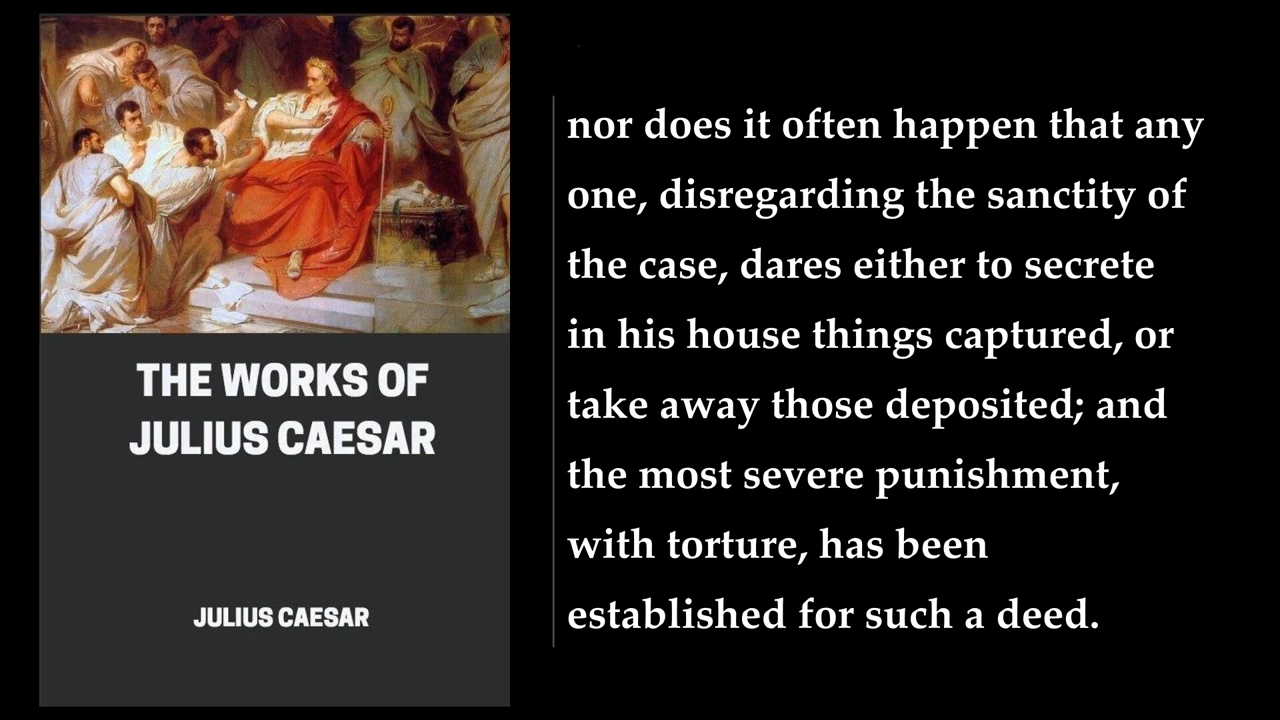 THE WORKS OF
JULIUS CAESAR
JULIUS CAESAR
nor does it often happen that any
one, disregarding the sanctity of
the case, dares either to secrete
in his house things captured, or
take away those deposited; and
the most severe punishment,
with torture, has been
established for such a deed.